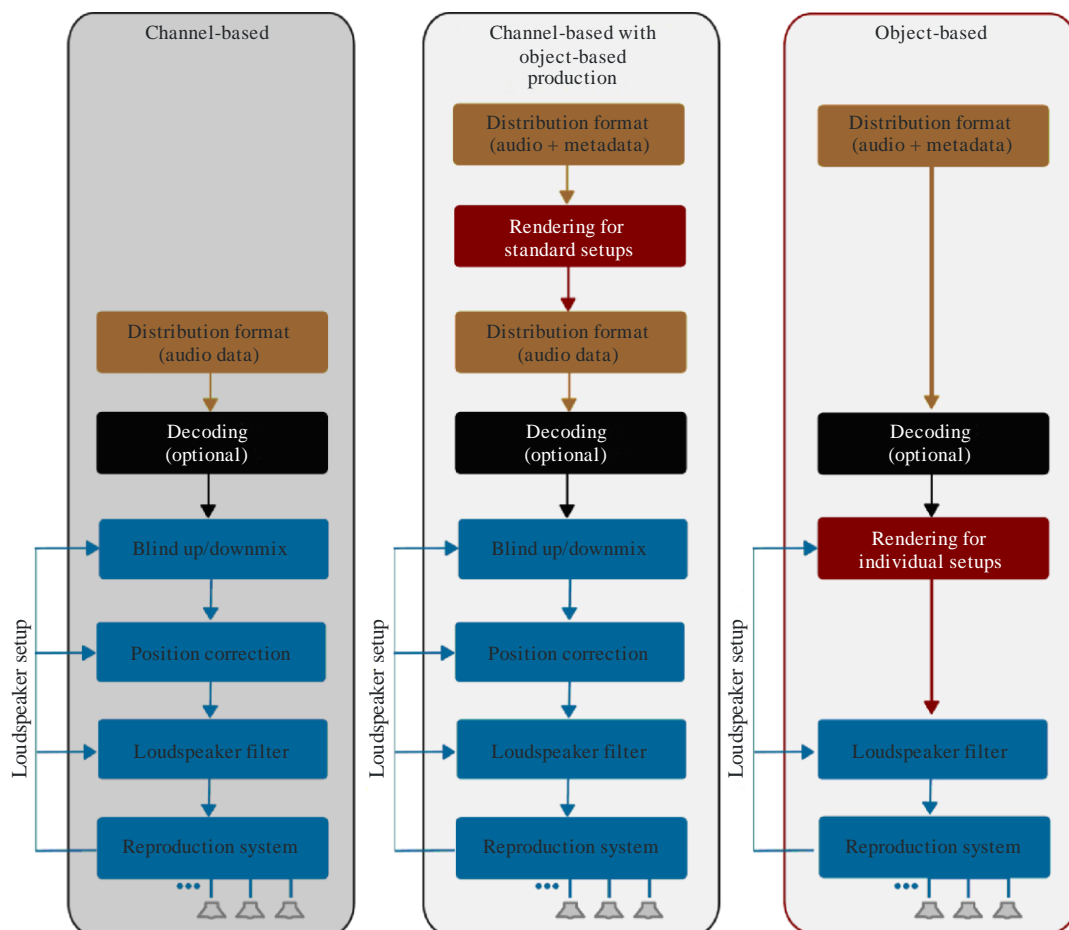 Channel-based
Distribution format
(audio data)
Decoding
(optional)
Blind up/downmix
Position correction
Loudspeaker filter
Reproduction system
Loudspeaker setup
Channel-based with
object-based
production
Distribution format
(audio + metadata)
Rendering for
standard setups
Distribution format
(audio data)
Decoding
(optional)
Blind up/downmix
Position correction
Loudspeaker filter
Reproduction system
Loudspeaker setup
Object-based
Distribution format
(audio + metadata)
Decoding
(optional)
Rendering for
individual setups
Loudspeaker filter
Reproduction system
Loudspeaker setup